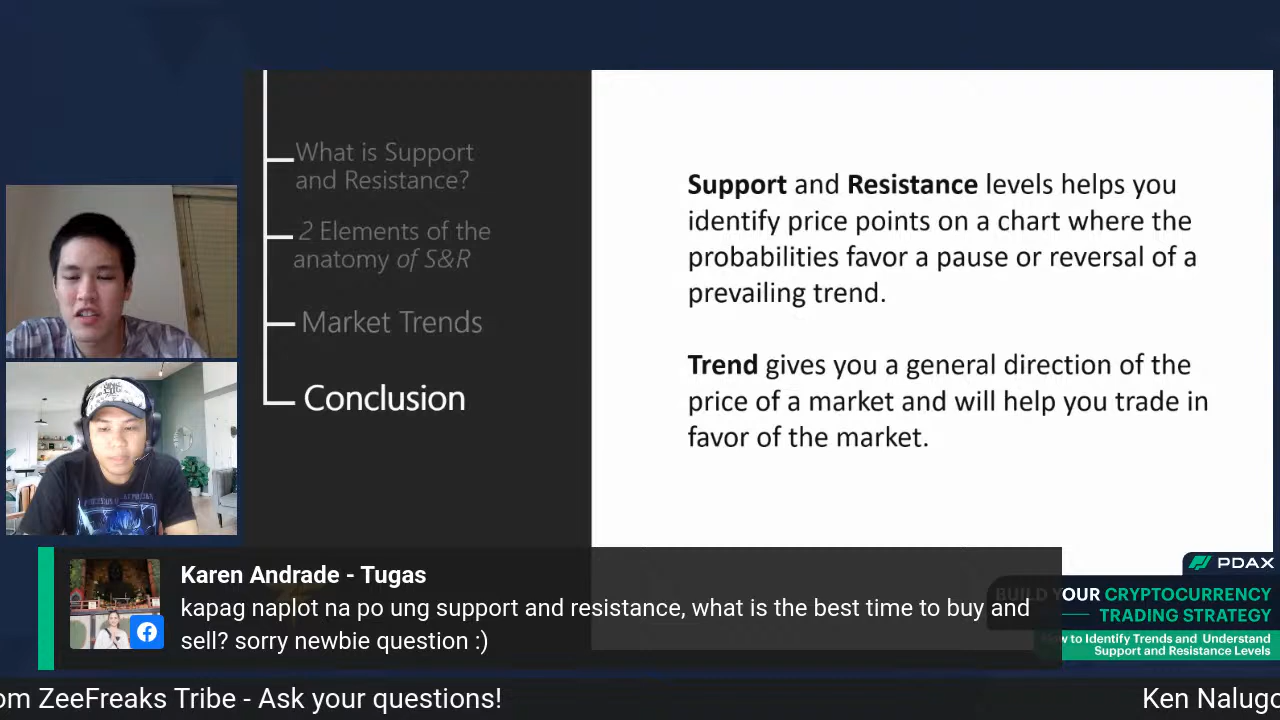 What is Support
and Resistance?
2 Elements of the
anatomy of S&R
Market Trends
Conclusion
Support and Resistance levels helps you
identify price points on a chart where the
probabilities favor a pause or reversal of a
prevailing trend.
Trend gives you a general direction of the
price of a market and will help you trade in
favor of the market.
Karen Andrade - Tugas
kapag naplot na po ung support and resistance, what is the best time to buy and
sell? sorry newbie question :)
PDAX
BUILD YOUR CRYPTOCURRENCY
TRADING STRATEGY
How to Identify Trends and Understand
Support and Resistance Levels
om ZeeFreaks Tribe - Ask your questions!
Ken Nalugo